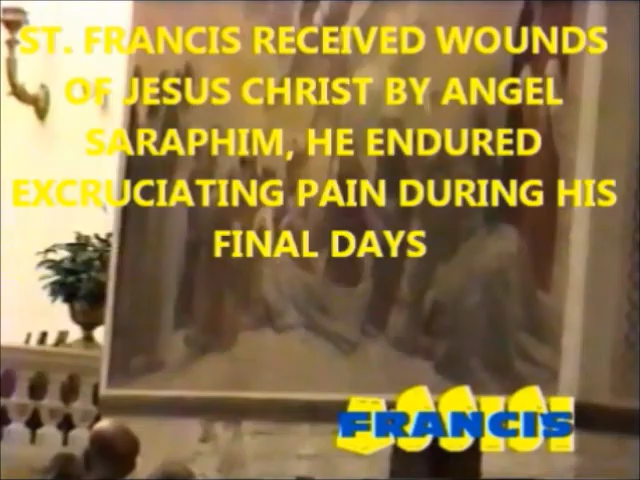 ST. FRANCIS RECEIVED WOUNDS
OF JESUS CHRIST BY ANGEL
SARAPHIM, HE ENDURED
EXCRUCIATING PAIN DURING HIS
FINAL DAYS
FRANCIS